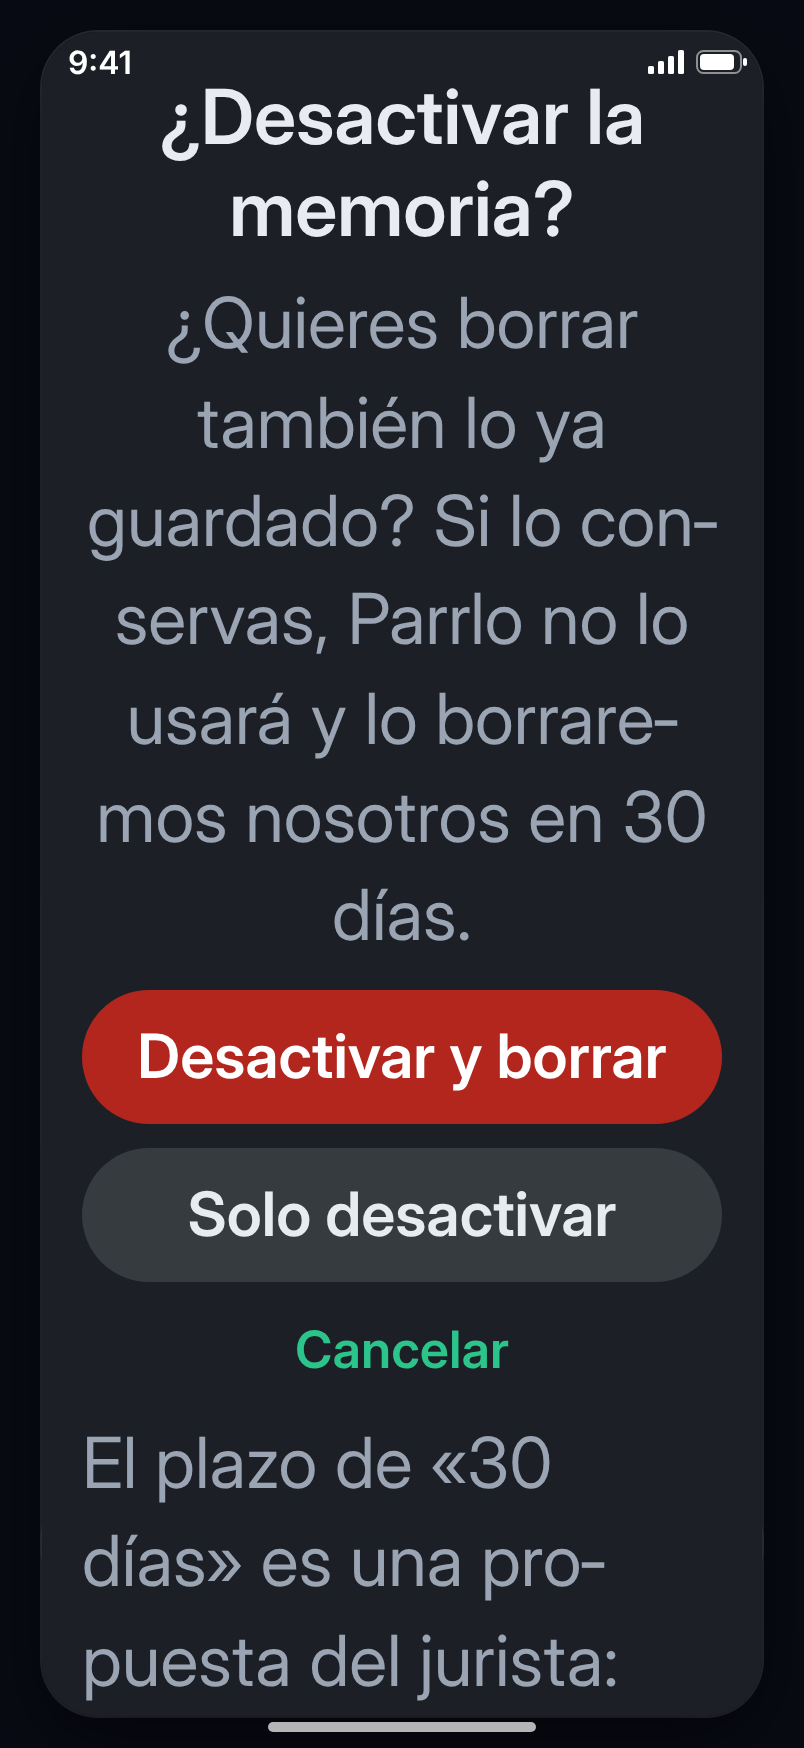 9:41
¿Desactivar la
memoria?
¿Quieres borrar
también lo ya
guardado? Si lo con-
servas, Parrlo no lo
usará y lo borrare-
mos nosotros en 30
días.
Desactivar y borrar
Solo desactivar
Cancelar
El plazo de «30
días» es una pro-
puesta del jurista: